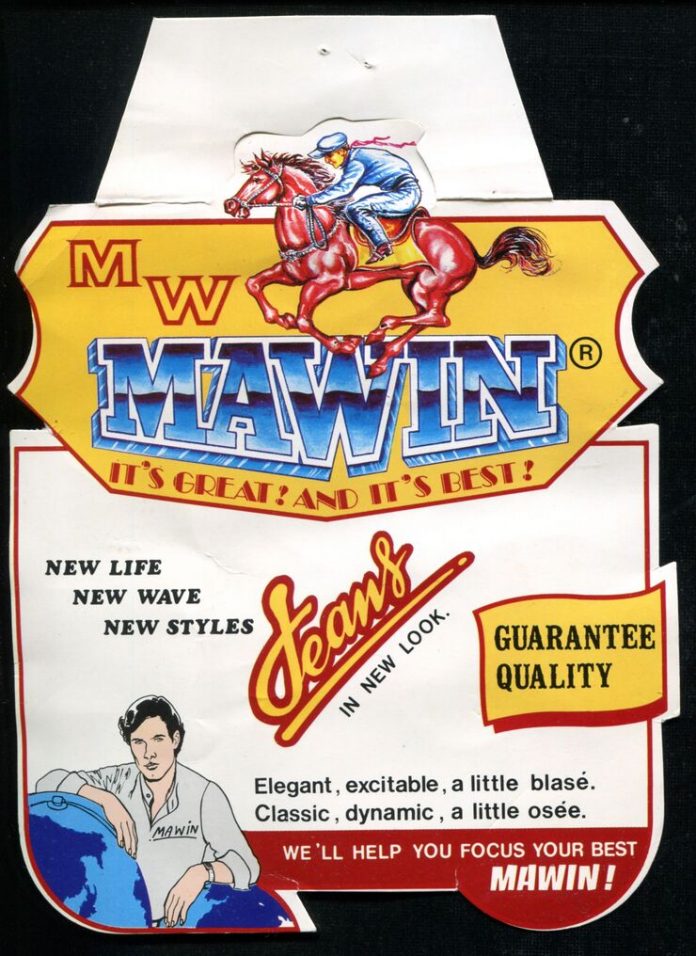 M
W
MAWIN ®
IT'S GREAT! AND IT'S BEST!
NEW LIFE
NEW WAVE
NEW STYLES
Jeans
IN NEW LOOK.
GUARANTEE
QUALITY
MAWIN
Elegant, excitable, a little blasé.
Classic, dynamic, a little osée.
WE'LL HELP YOU FOCUS YOUR BEST
MAWIN!